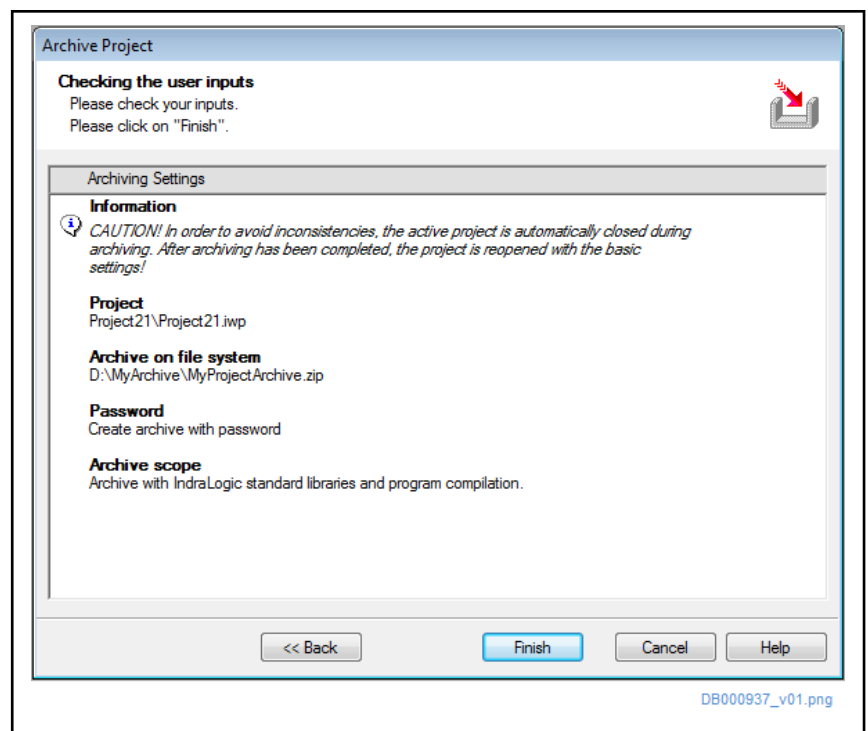 Archive Project
Checking the user inputs
Please check your inputs.
Please click on "Finish".
Archiving Settings
Information
CAUTION! In order to avoid inconsistencies, the active project is automatically closed during
archiving. After archiving has been completed, the project is reopened with the basic
settings!
Project
Project21\Project21.iwp
Archive on file system
D:\MyArchive\MyProjectArchive.zip
Password
Create archive with password
Archive scope
Archive with IndraLogic standard libraries and program compilation.
<< Back Finish Cancel Help
DB000937_v01.png